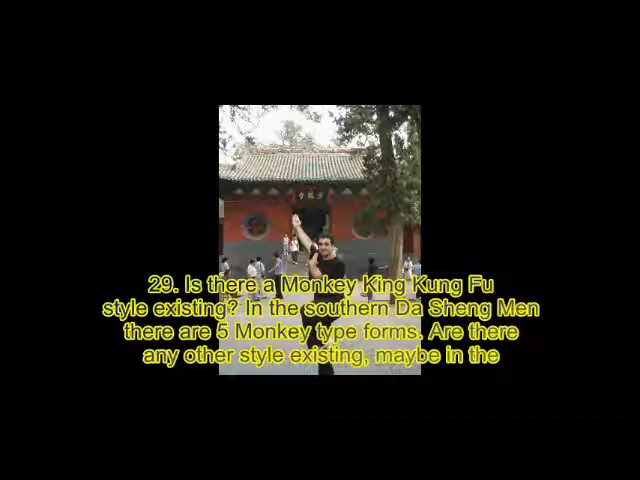 29. Is there a Monkey King Kung Fu
style existing? In the southern Da Sheng Men
there are 5 Monkey type forms. Are there
any other style existing, maybe in the